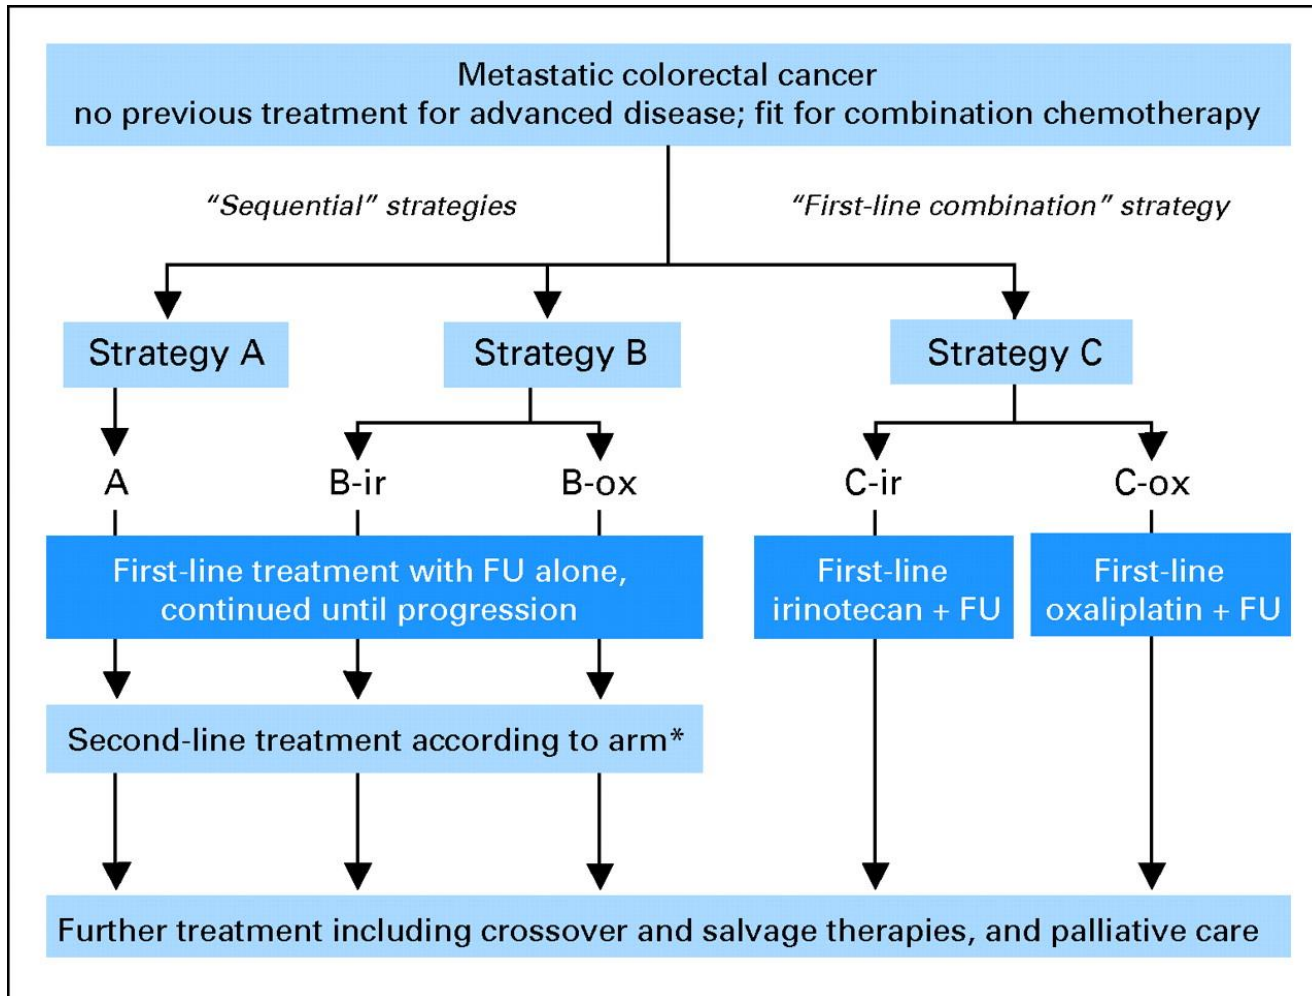 Metastatic colorectal cancer
no previous treatment for advanced disease; fit for combination chemotherapy
“Sequential” strategies
“First-line combination” strategy
Strategy A
Strategy B
Strategy C
A
B-ir
B-ox
C-ir
C-ox
First-line treatment with FU alone,
continued until progression
First-line
irinotecan + FU
First-line
oxaliplatin + FU
Second-line treatment according to arm*
Further treatment including crossover and salvage therapies, and palliative care